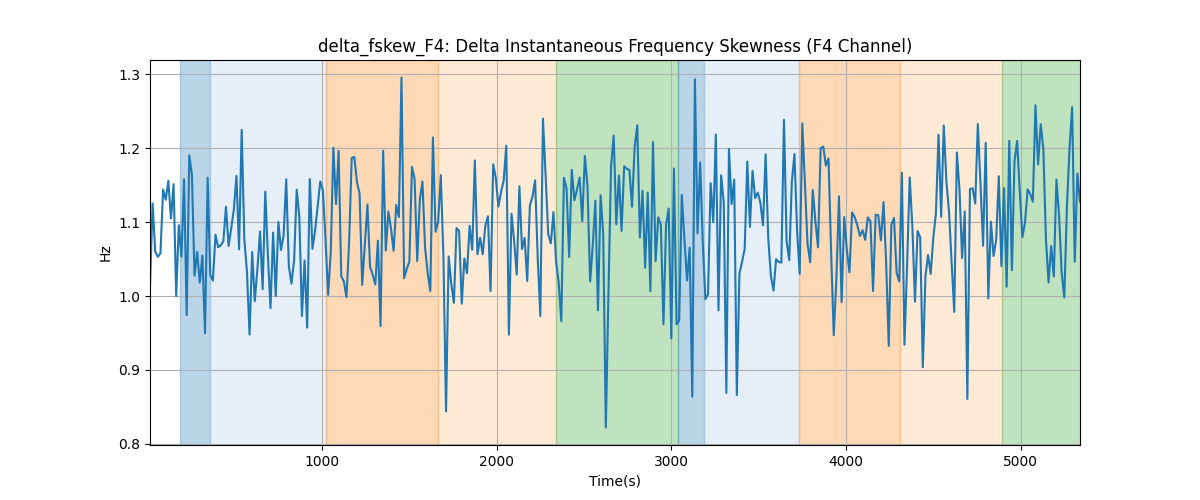 delta_fskew_F4: Delta Instantaneous Frequency Skewness (F4 Channel)
1.3
1.2
1.1
1.0
0.9
0.8
Hz
1000 2000 3000 4000 5000
Time(s)